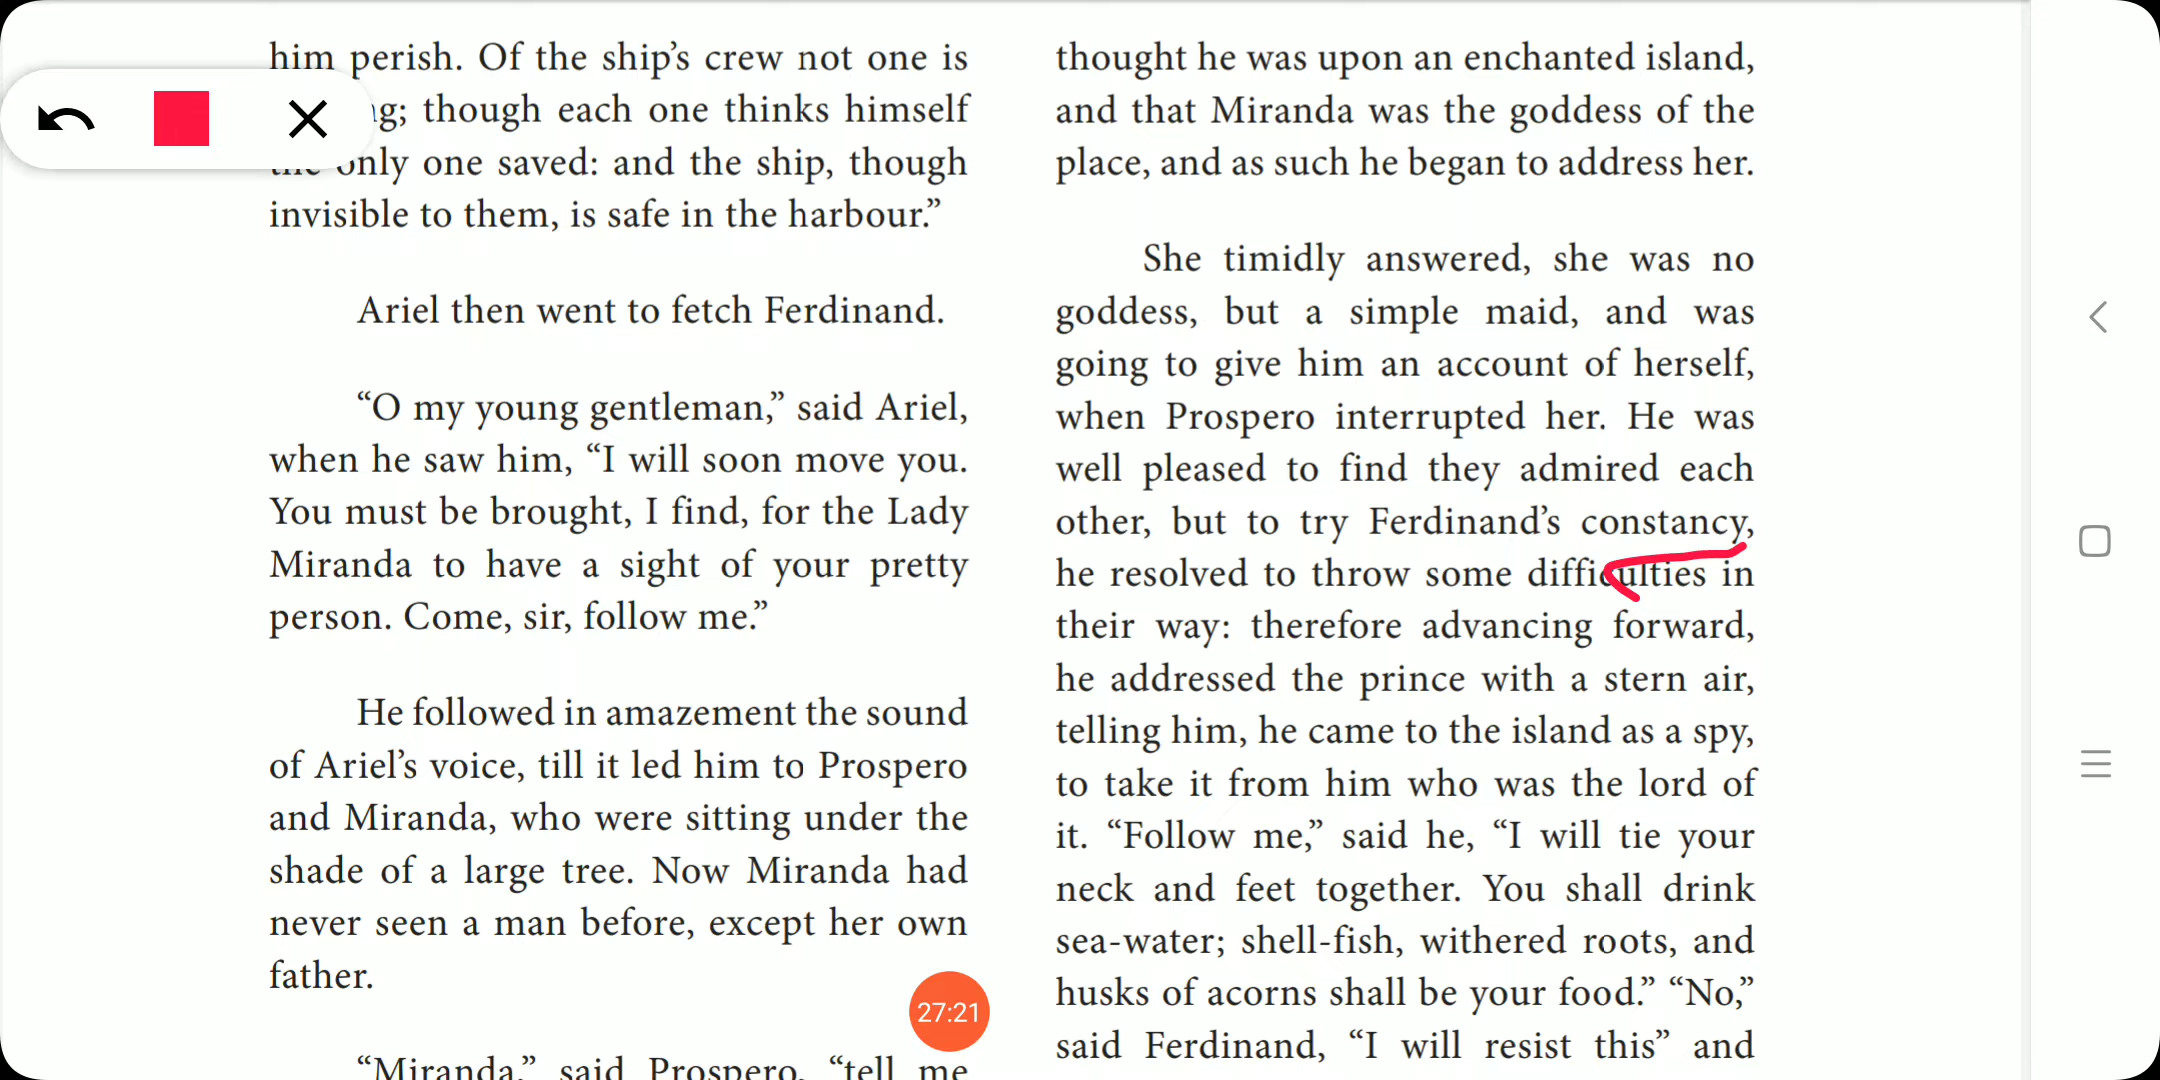 him perish. Of the ship’s crew not one is
g; though each one thinks himself
the only one saved: and the ship, though
invisible to them, is safe in the harbour.”
Ariel then went to fetch Ferdinand.
“O my young gentleman,” said Ariel,
when he saw him, “I will soon move you.
You must be brought, I find, for the Lady
Miranda to have a sight of your pretty
person. Come, sir, follow me.”
He followed in amazement the sound
of Ariel’s voice, till it led him to Prospero
and Miranda, who were sitting under the
shade of a large tree. Now Miranda had
never seen a man before, except her own
father.
“Miranda,” said Prospero, “tell me
thought he was upon an enchanted island,
and that Miranda was the goddess of the
place, and as such he began to address her.
She timidly answered, she was no
goddess, but a simple maid, and was
going to give him an account of herself,
when Prospero interrupted her. He was
well pleased to find they admired each
other, but to try Ferdinand’s constancy,
he resolved to throw some difficulties in
their way: therefore advancing forward,
he addressed the prince with a stern air,
telling him, he came to the island as a spy,
to take it from him who was the lord of
it. “Follow me,” said he, “I will tie your
neck and feet together. You shall drink
sea-water; shell-fish, withered roots, and
husks of acorns shall be your food.” “No,”
said Ferdinand, “I will resist this” and
27:21